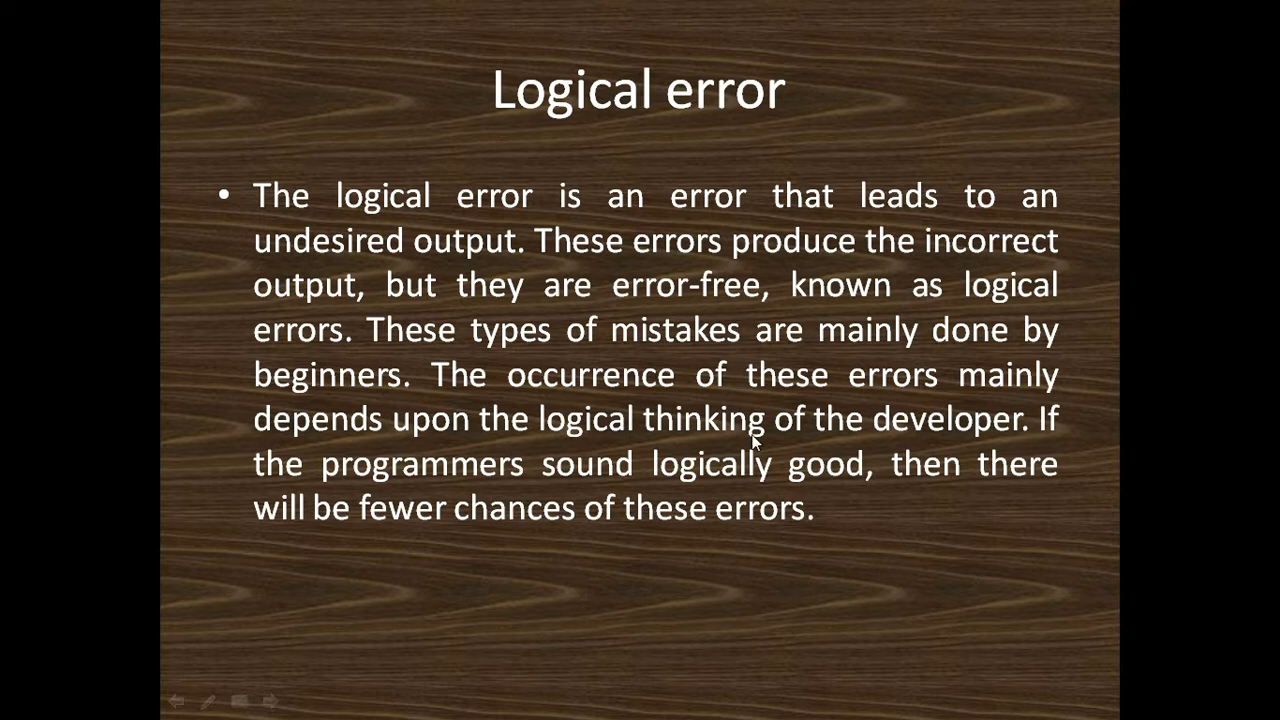 Logical error
• The logical error is an error that leads to an
undesired output. These errors produce the incorrect
output, but they are error-free, known as logical
errors. These types of mistakes are mainly done by
beginners. The occurrence of these errors mainly
depends upon the logical thinking of the developer. If
the programmers sound logically good, then there
will be fewer chances of these errors.